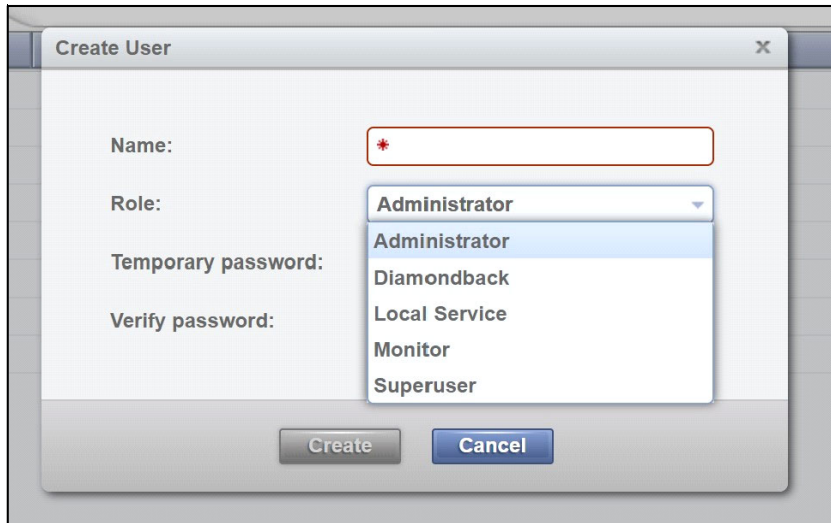 Create User
x
Name:
*
Role:
Administrator
Administrator
Temporary password:
Diamondback
Local Service
Verify password:
Monitor
Superuser
Create
Cancel